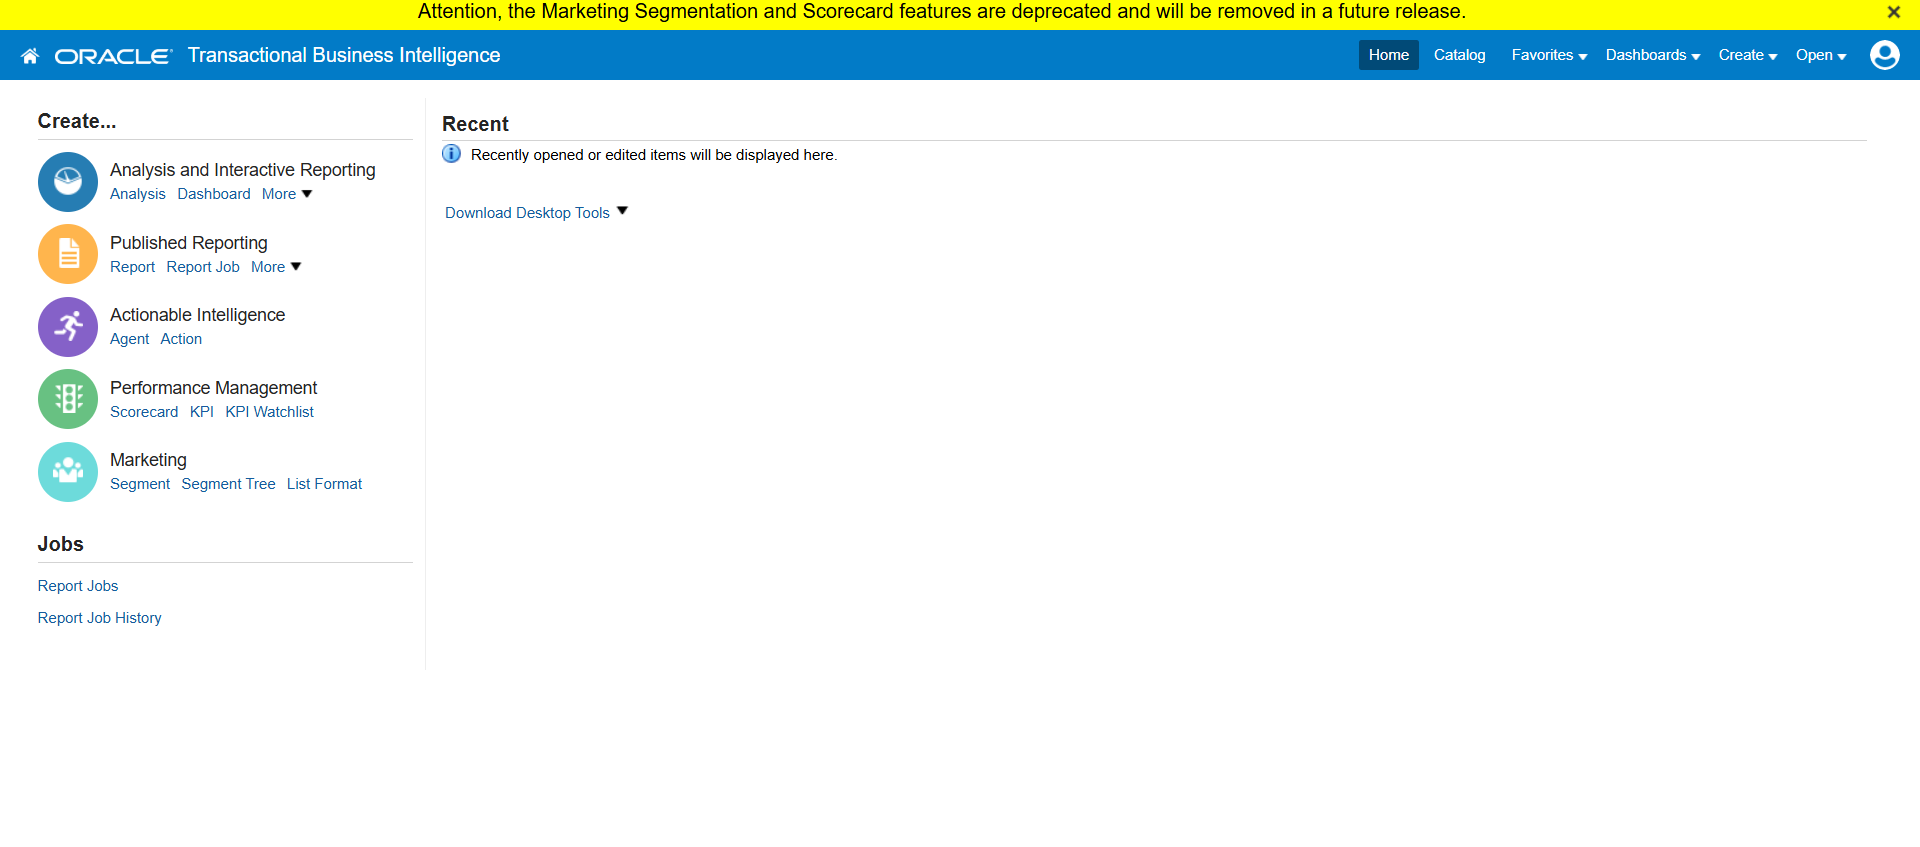 Attention, the Marketing Segmentation and Scorecard features are deprecated and will be removed in a future release.
ORACLE Transactional Business Intelligence
Home Catalog Favorites Dashboards Create Open
Create...
Analysis and Interactive Reporting
Analysis Dashboard More
Published Reporting
Report Report Job More
Actionable Intelligence
Agent Action
Performance Management
Scorecard KPI KPI Watchlist
Marketing
Segment Segment Tree List Format
Jobs
Report Jobs
Report Job History
Recent
Recently opened or edited items will be displayed here.
Download Desktop Tools